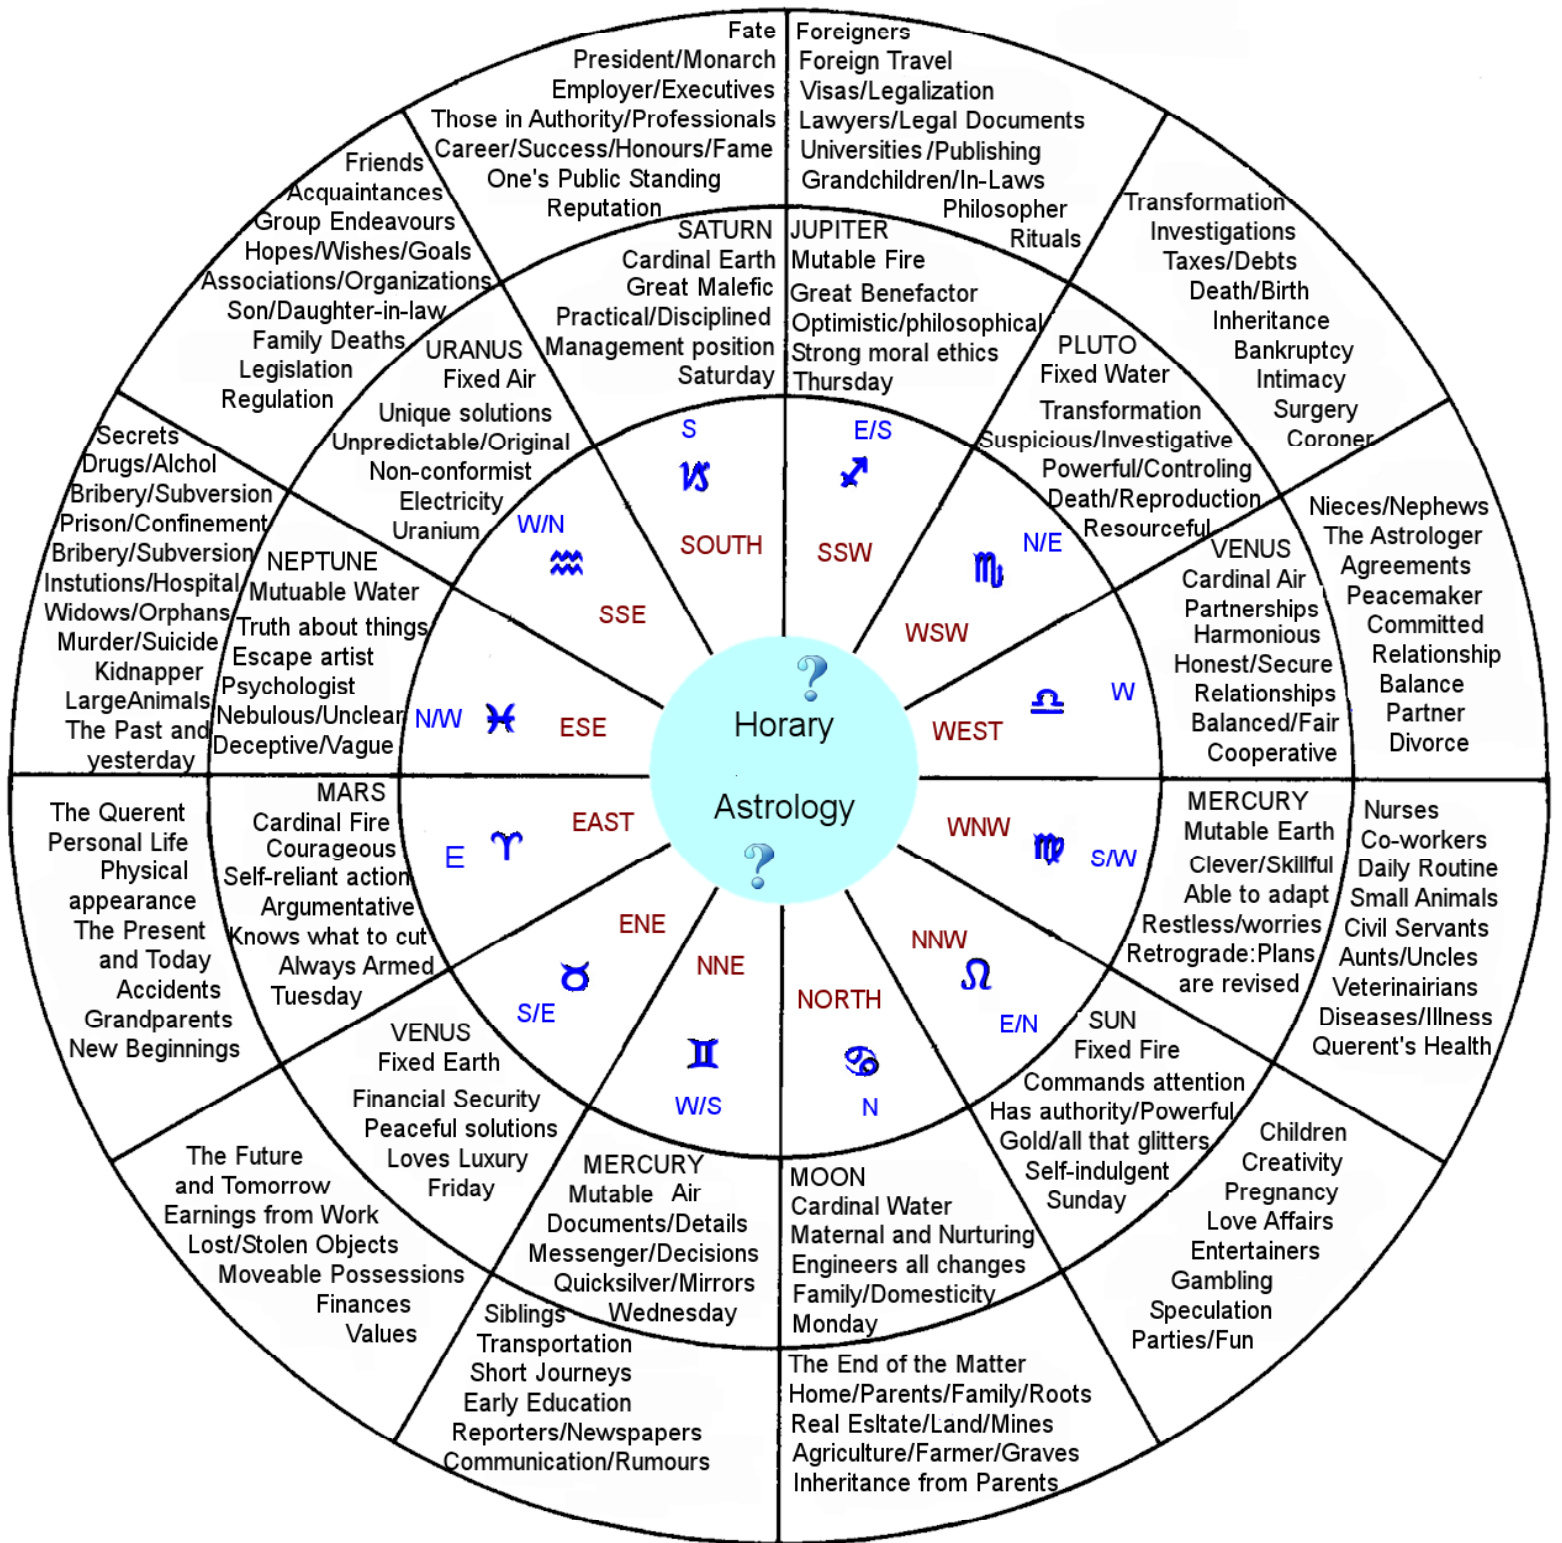 Fate
President/Monarch
Employer/Executives
Those in Authority/Professionals
Career/Success/Honours/Fame
One's Public Standing
Reputation
Foreigners
Foreign Travel
Visas/Legalization
Lawyers/Legal Documents
Universities/Publishing
Grandchildren/In-Laws
Philosopher
Rituals
Transformation
Investigations
Taxes/Debts
Death/Birth
Inheritance
Bankruptcy
Intimacy
Surgery
Coroner
Nieces/Nephews
The Astrologer
Agreements
Peacemaker
Committed
Relationship
Balance
Partner
Divorce
Nurses
Co-workers
Daily Routine
Small Animals
Civil Servants
Aunts/Uncles
Veterinairians
Diseases/Illness
Querent's Health
Children
Creativity
Pregnancy
Love Affairs
Entertainers
Gambling
Speculation
Parties/Fun
The End of the Matter
Home/Parents/Family/Roots
Real Esltate/Land/Mines
Agriculture/Farmer/Graves
Inheritance from Parents
Siblings
Transportation
Short Journeys
Early Education
Reporters/Newspapers
Communication/Rumours
The Future
and Tomorrow
Earnings from Work
Lost/Stolen Objects
Moveable Possessions
Finances
Values
The Querent
Personal Life
Physical
appearance
The Present
and Today
Accidents
Grandparents
New Beginnings
Secrets
Drugs/Alchol
Bribery/Subversion
Prison/Confinement
Bribery/Subversion
Instutions/Hospital
Widows/Orphans
Murder/Suicide
Kidnapper
LargeAnimals
The Past and
yesterday
Friends
Acquaintances
Group Endeavours
Hopes/Wishes/Goals
Associations/Organizations
Son/Daughter-in-law
Family Deaths
Legislation
Regulation
SATURN
Cardinal Earth
Great Malefic
Practical/Disciplined
Management position
Saturday
JUPITER
Mutable Fire
Great Benefactor
Optimistic/philosophical
Strong moral ethics
Thursday
PLUTO
Fixed Water
Transformation
Suspicious/Investigative
Powerful/Controling
Death/Reproduction
Resourceful
VENUS
Cardinal Air
Partnerships
Harmonious
Honest/Secure
Relationships
Balanced/Fair
Cooperative
MERCURY
Mutable Earth
Clever/Skillful
Able to adapt
Restless/worries
Retrograde:Plans
are revised
SUN
Fixed Fire
Commands attention
Has authority/Powerful
Gold/all that glitters
Self-indulgent
Sunday
MOON
Cardinal Water
Maternal and Nurturing
Engineers all changes
Family/Domesticity
Monday
MERCURY
Mutable Air
Documents/Details
Messenger/Decisions
Quicksilver/Mirrors
Wednesday
VENUS
Fixed Earth
Financial Security
Peaceful solutions
Loves Luxury
Friday
MARS
Cardinal Fire
Courageous
Self-reliant action
Argumentative
Knows what to cut
Always Armed
Tuesday
NEPTUNE
Mutuable Water
Truth about things
Escape artist
Psychologist
Nebulous/Unclear
Deceptive/Vague
URANUS
Fixed Air
Unique solutions
Unpredictable/Original
Non-conformist
Electricity
Uranium
S
♑
SOUTH
E/S
♐
SSW
N/E
♏
WSW
W
♎
WEST
S/W
♍
WNW
E/N
♌
NNW
N
♋
NORTH
W/S
♊
NNE
S/E
♉
ENE
E
♈
EAST
N/W
♓
ESE
W/N
♒
SSE
?
Horary
Astrology
?